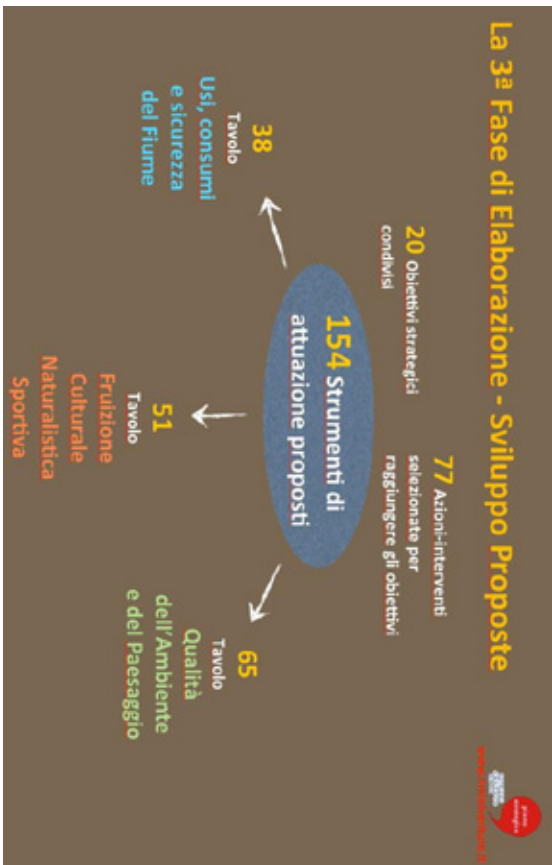 La 3ª Fase di Elaborazione - Sviluppo Proposte
piano
strategico
20 Obiettivi strategici
condivisi
77 Azioni-interventi
selezionate per
raggiungere gli obiettivi
154 Strumenti di
attuazione proposti
38
Tavolo
Usi, consumi
e sicurezza
del Fiume
51
Tavolo
Fruizione
Culturale
Naturalistica
Sportiva
65
Tavolo
Qualità
dell'Ambiente
e del Paesaggio